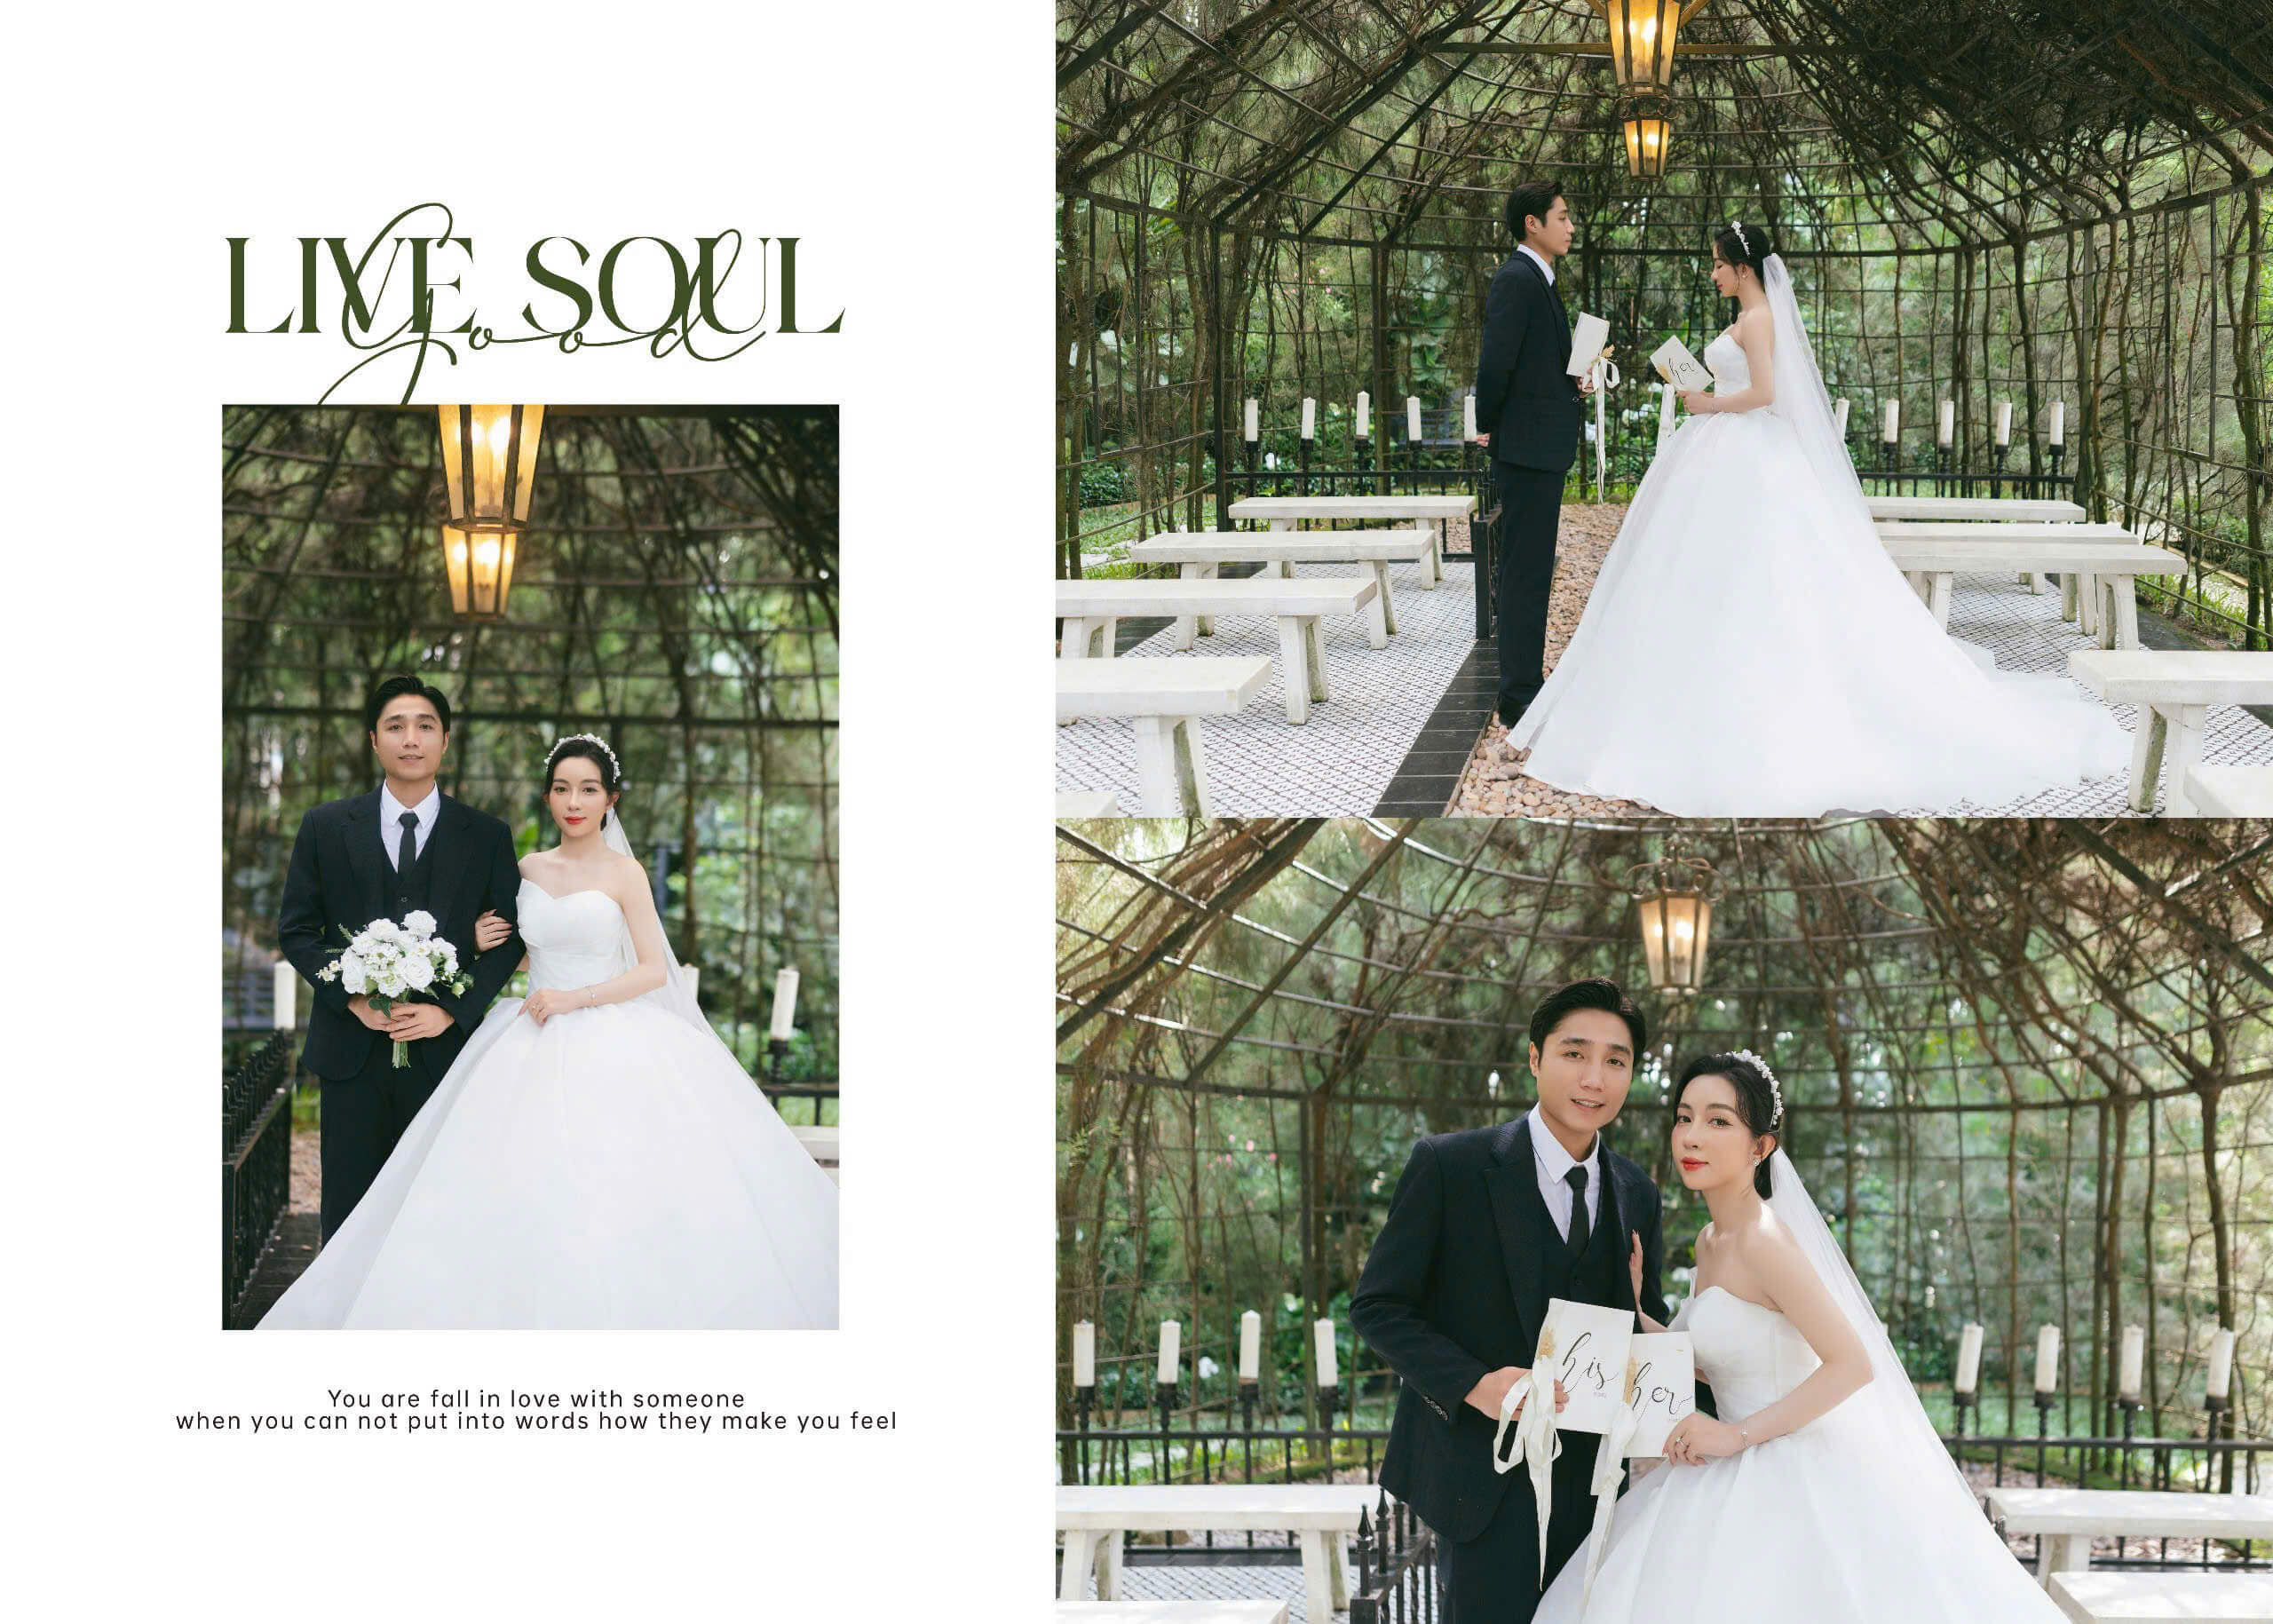 LIVE SOUL
good
You are fall in love with someone
when you can not put into words how they make you feel
her
his
her